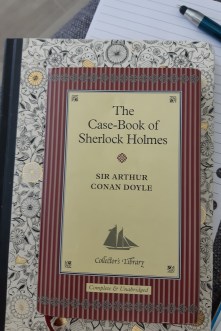 The
Case-Book of
Sherlock Holmes
SIR ARTHUR
CONAN DOYLE
Collector's Library
Complete & Unabridged